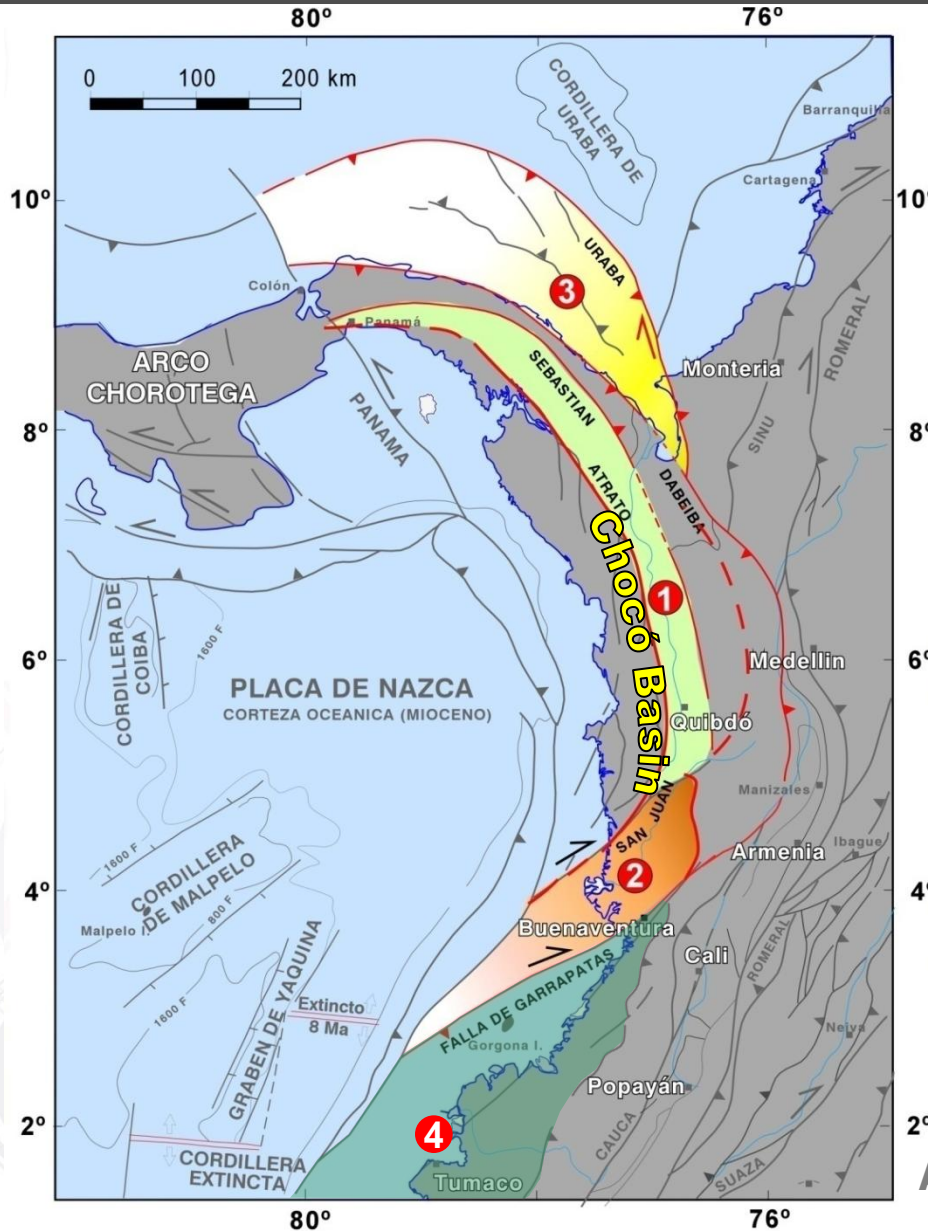 80º
76º
0 100 200 km
CORDILLERA DE
URABA
Barranquilla
Cartagena
10º
10º
URABA
3
Colón
Panamá
ROMERAL
ARCO
CHOROTEGA
SEBASTIAN
Monteria
PANAMA
SINU
8º
8º
ATRATO
DABEIBA
Chocó Basin
1
CORDILLERA DE
COIBA
1600 F
6º
6º
Medellin
PLACA DE NAZCA
CORTEZA OCEANICA (MIOCENO)
Quibdó
Manizales
SAN JUAN
1600 F
Armenia
Ibague
CORDILLERA
DE MALPELO
2
4º
4º
800 F
Malpelo I.
Buenaventura
Cali
ROMERAL
GRABEN DE YAQUINA
FALLA DE GARRAPATAS
1600 F
Extincto
8 Ma
Gorgona I.
Neiva
Popayán
2º
2º
4
CAUCA
CORDILLERA
EXTINCTA
Tumaco
SUAZA
80º
76º